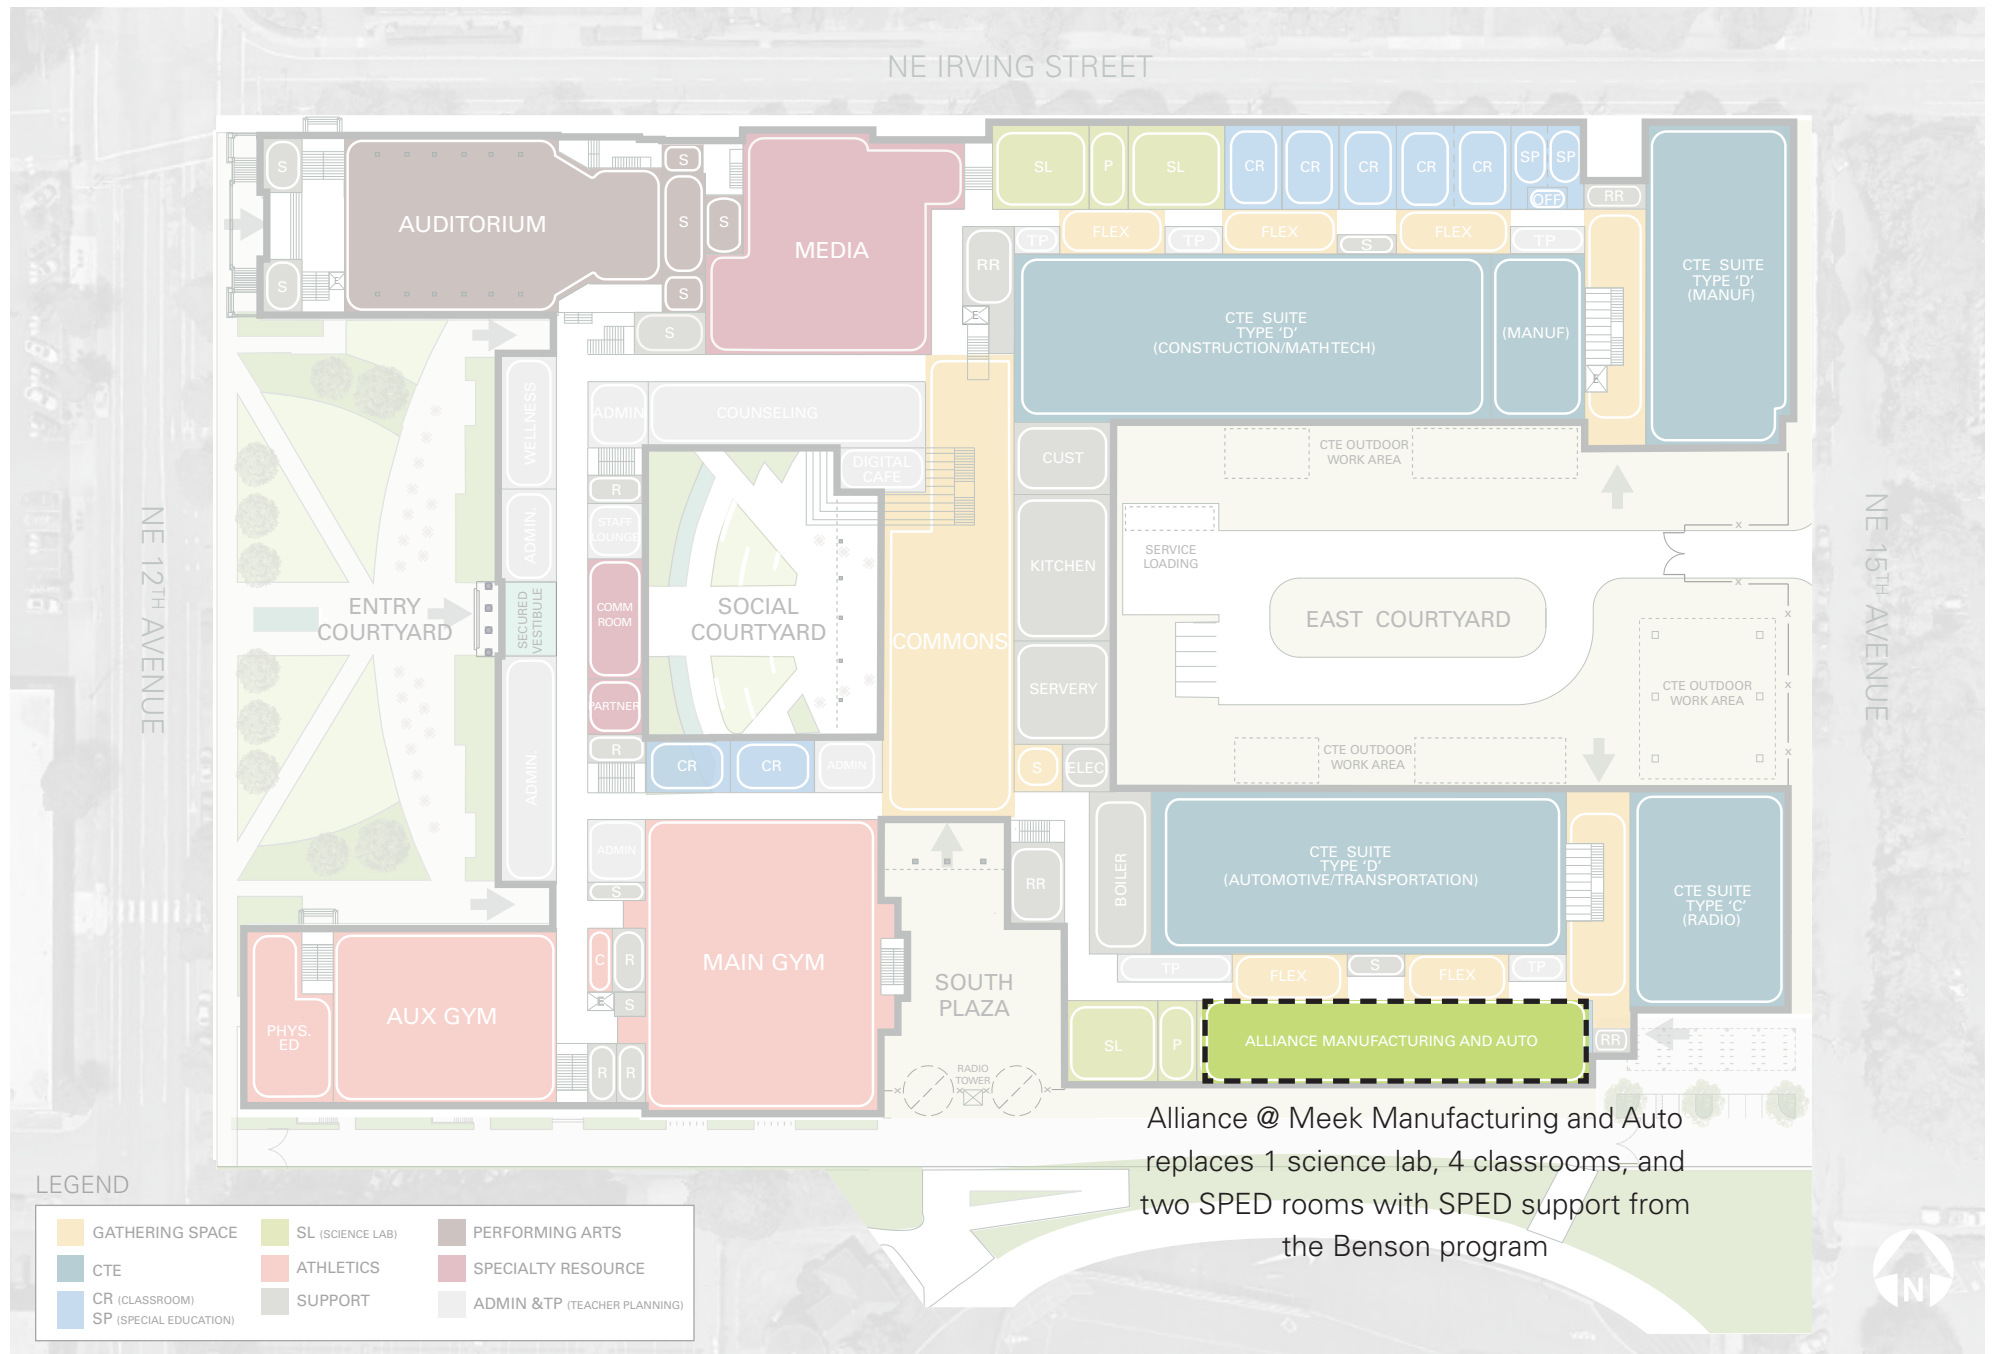 NE IRVING STREET
S
AUDITORIUM
S
S
S
S
S
S
E
MEDIA
SL
P
SL
CR
CR
CR
CR
CR
SP
SP
OFF
RR
TP
FLEX
TP
FLEX
S
FLEX
TP
RR
E
CTE SUITE
TYPE 'D'
(MANUF)
CTE SUITE
TYPE 'D'
(CONSTRUCTION/MATH TECH)
(MANUF)
E
WELLNESS
ADMIN
COUNSELING
DIGITAL
CAFE
R
STAFF
LOUNGE
ADMIN.
CUST
CTE OUTDOOR
WORK AREA
NE 12TH AVENUE
NE 15TH AVENUE
KITCHEN
SERVICE
LOADING
ENTRY
COURTYARD
SECURED
VESTIBULE
COMM
ROOM
SOCIAL
COURTYARD
COMMONS
EAST COURTYARD
x
x
x
x
x
SERVERY
CTE OUTDOOR
WORK AREA
PARTNER
R
CR
CR
ADMIN
S
ELEC
CTE OUTDOOR
WORK AREA
ADMIN.
ADMIN
S
BOILER
RR
CTE SUITE
TYPE 'D'
(AUTOMOTIVE/TRANSPORTATION)
CTE SUITE
TYPE 'C'
(RADIO)
C
R
E
S
MAIN GYM
SOUTH
PLAZA
TP
FLEX
S
FLEX
TP
PHYS.
ED
AUX GYM
SL
P
ALLIANCE MANUFACTURING AND AUTO
RR
R
R
RADIO
TOWER
x
x
x
x
Alliance @ Meek Manufacturing and Auto
replaces 1 science lab, 4 classrooms, and
two SPED rooms with SPED support from
the Benson program
LEGEND
GATHERING SPACE
SL (SCIENCE LAB)
PERFORMING ARTS
CTE
ATHLETICS
SPECIALTY RESOURCE
CR (CLASSROOM)
SP (SPECIAL EDUCATION)
SUPPORT
ADMIN &TP (TEACHER PLANNING)
N